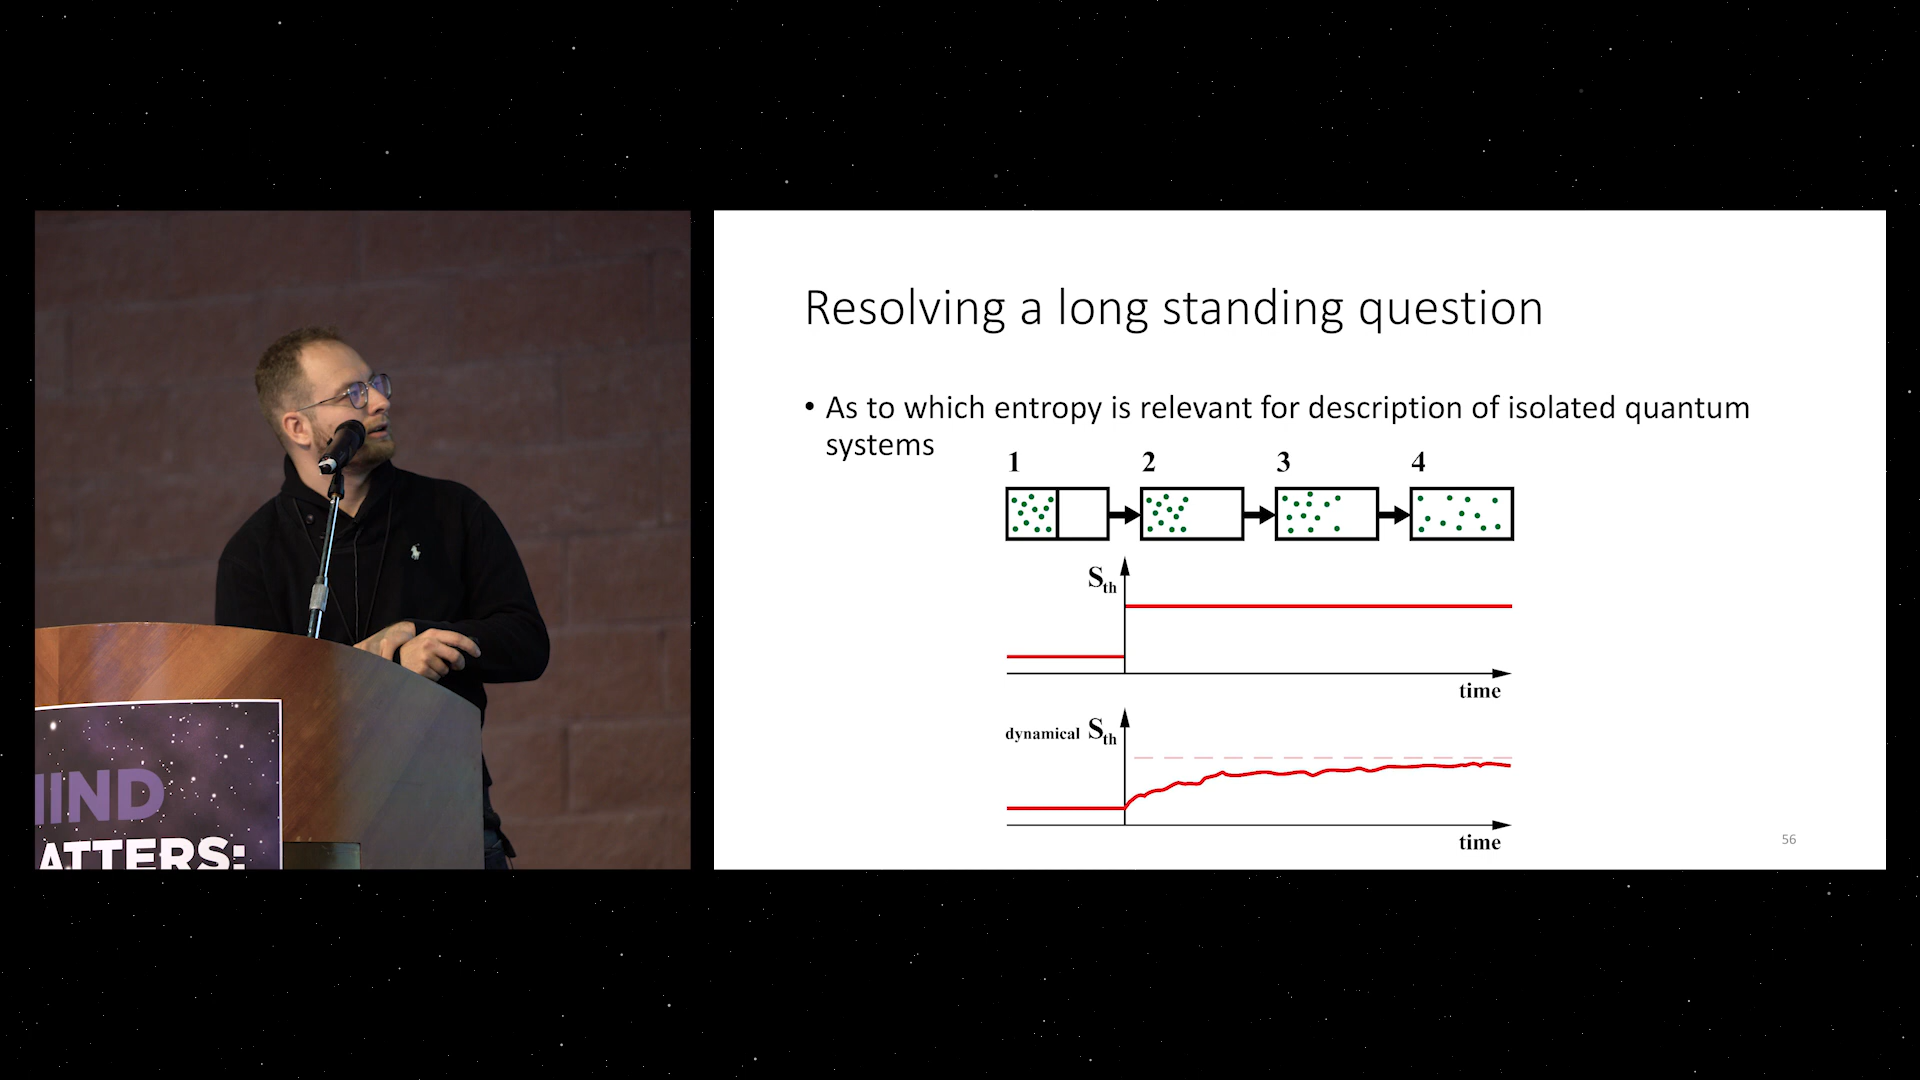 Resolving a long standing question
• As to which entropy is relevant for description of isolated quantum
systems
1 2 3 4
Sth
time
dynamical Sth
time
56
IIND
ATTERS: